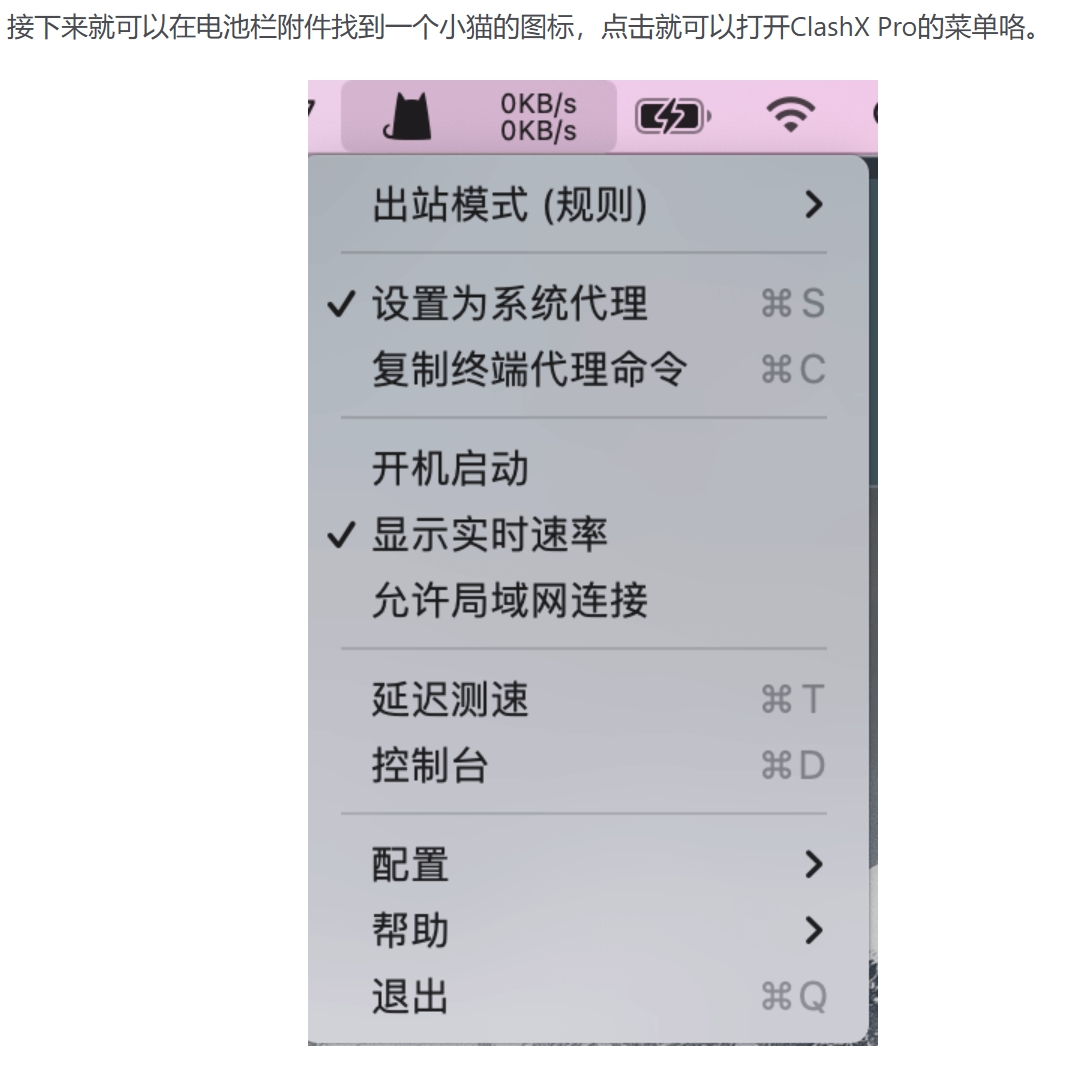 接下来就可以在电池栏附件找到一个小猫的图标，点击就可以打开ClashX Pro的菜单咯。
0KB/s
0KB/s
出站模式 (规则)
设置为系统代理 ⌘ S
复制终端代理命令 ⌘ C
开机启动
显示实时速率
允许局域网连接
延迟测速 ⌘ T
控制台 ⌘ D
配置
帮助
退出 ⌘ Q